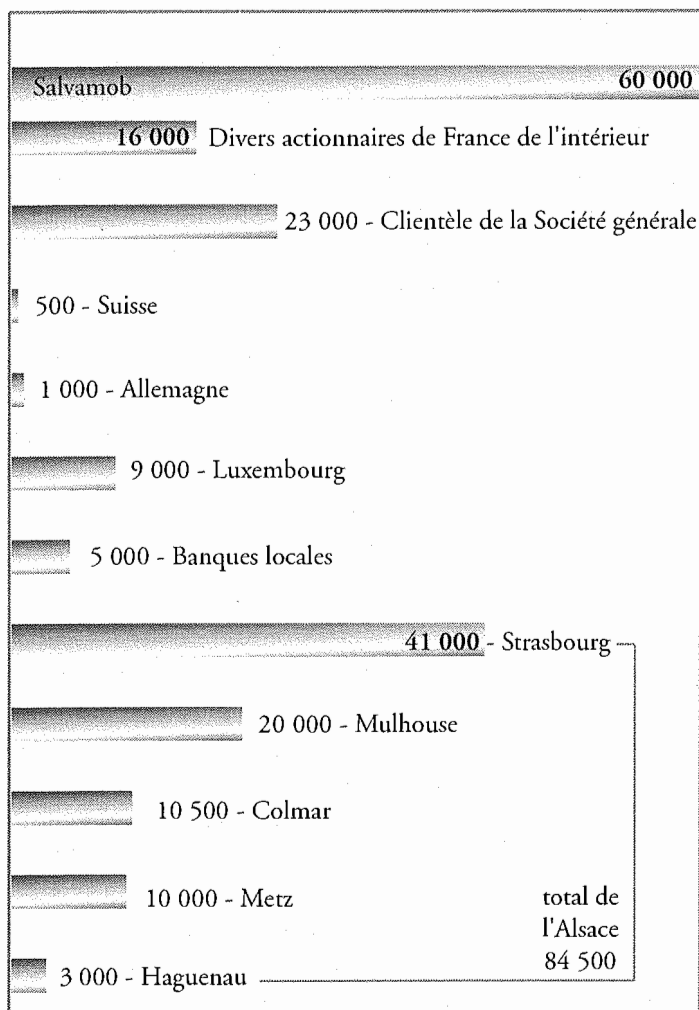 Salvamob 60 000
16 000 Divers actionnaires de France de l'intérieur
23 000 - Clientèle de la Société générale
500 - Suisse
1 000 - Allemagne
9 000 - Luxembourg
5 000 - Banques locales
41 000 - Strasbourg
20 000 - Mulhouse
10 500 - Colmar
10 000 - Metz
3 000 - Haguenau
total de
l'Alsace
84 500